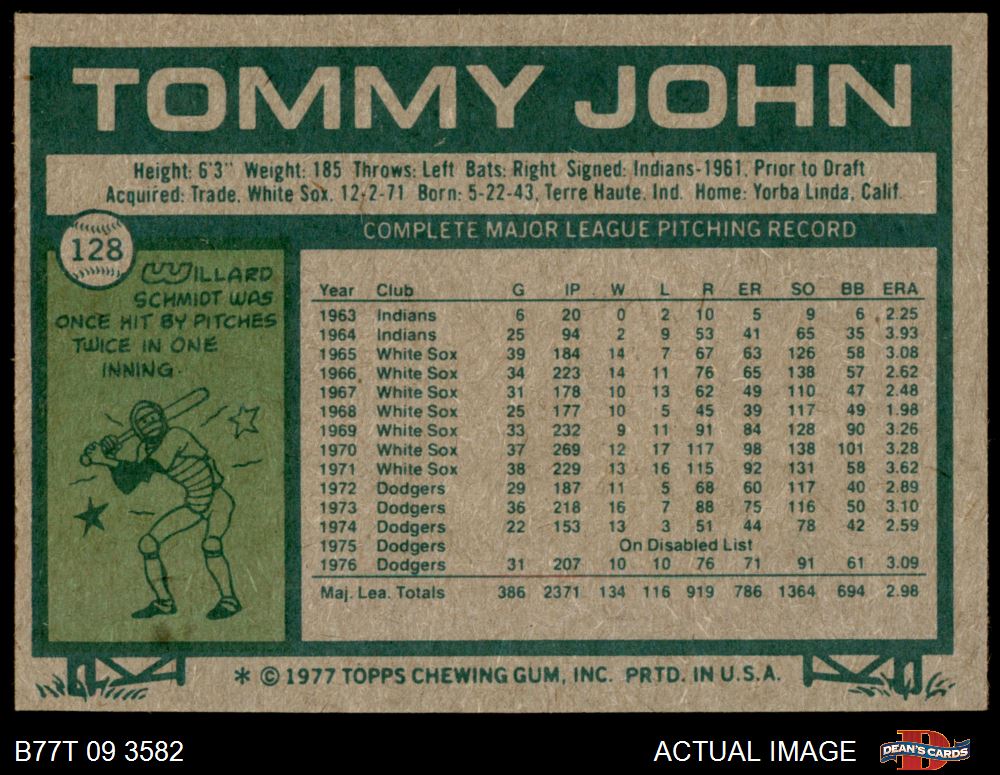 TOMMY JOHN
Height: 6'3" Weight: 185 Throws: Left Bats: Right Signed: Indians-1961, Prior to Draft
Acquired: Trade, White Sox, 12-2-71 Born: 5-22-43, Terre Haute, Ind. Home: Yorba Linda, Calif.
128
WILLARD
SCHMIDT WAS
ONCE HIT BY PITCHES
TWICE IN ONE
INNING.
COMPLETE MAJOR LEAGUE PITCHING RECORD
Year Club G IP W L R ER SO BB ERA
1963 Indians 6 20 0 2 10 5 9 6 2.25
1964 Indians 25 94 2 9 53 41 65 35 3.93
1965 White Sox 39 184 14 7 67 63 126 58 3.08
1966 White Sox 34 223 14 11 76 65 138 57 2.62
1967 White Sox 31 178 10 13 62 49 110 47 2.48
1968 White Sox 25 177 10 5 45 39 117 49 1.98
1969 White Sox 33 232 9 11 91 84 128 90 3.26
1970 White Sox 37 269 12 17 117 98 138 101 3.28
1971 White Sox 38 229 13 16 115 92 131 58 3.62
1972 Dodgers 29 187 11 5 68 60 117 40 2.89
1973 Dodgers 36 218 16 7 88 75 116 50 3.10
1974 Dodgers 22 153 13 3 51 44 78 42 2.59
1975 Dodgers On Disabled List
1976 Dodgers 31 207 10 10 76 71 91 61 3.09
Maj. Lea. Totals 386 2371 134 116 919 786 1364 694 2.98
* © 1977 TOPPS CHEWING GUM, INC. PRTD. IN U.S.A.
B77T 09 3582
ACTUAL IMAGE
D
DEAN'S CARDS